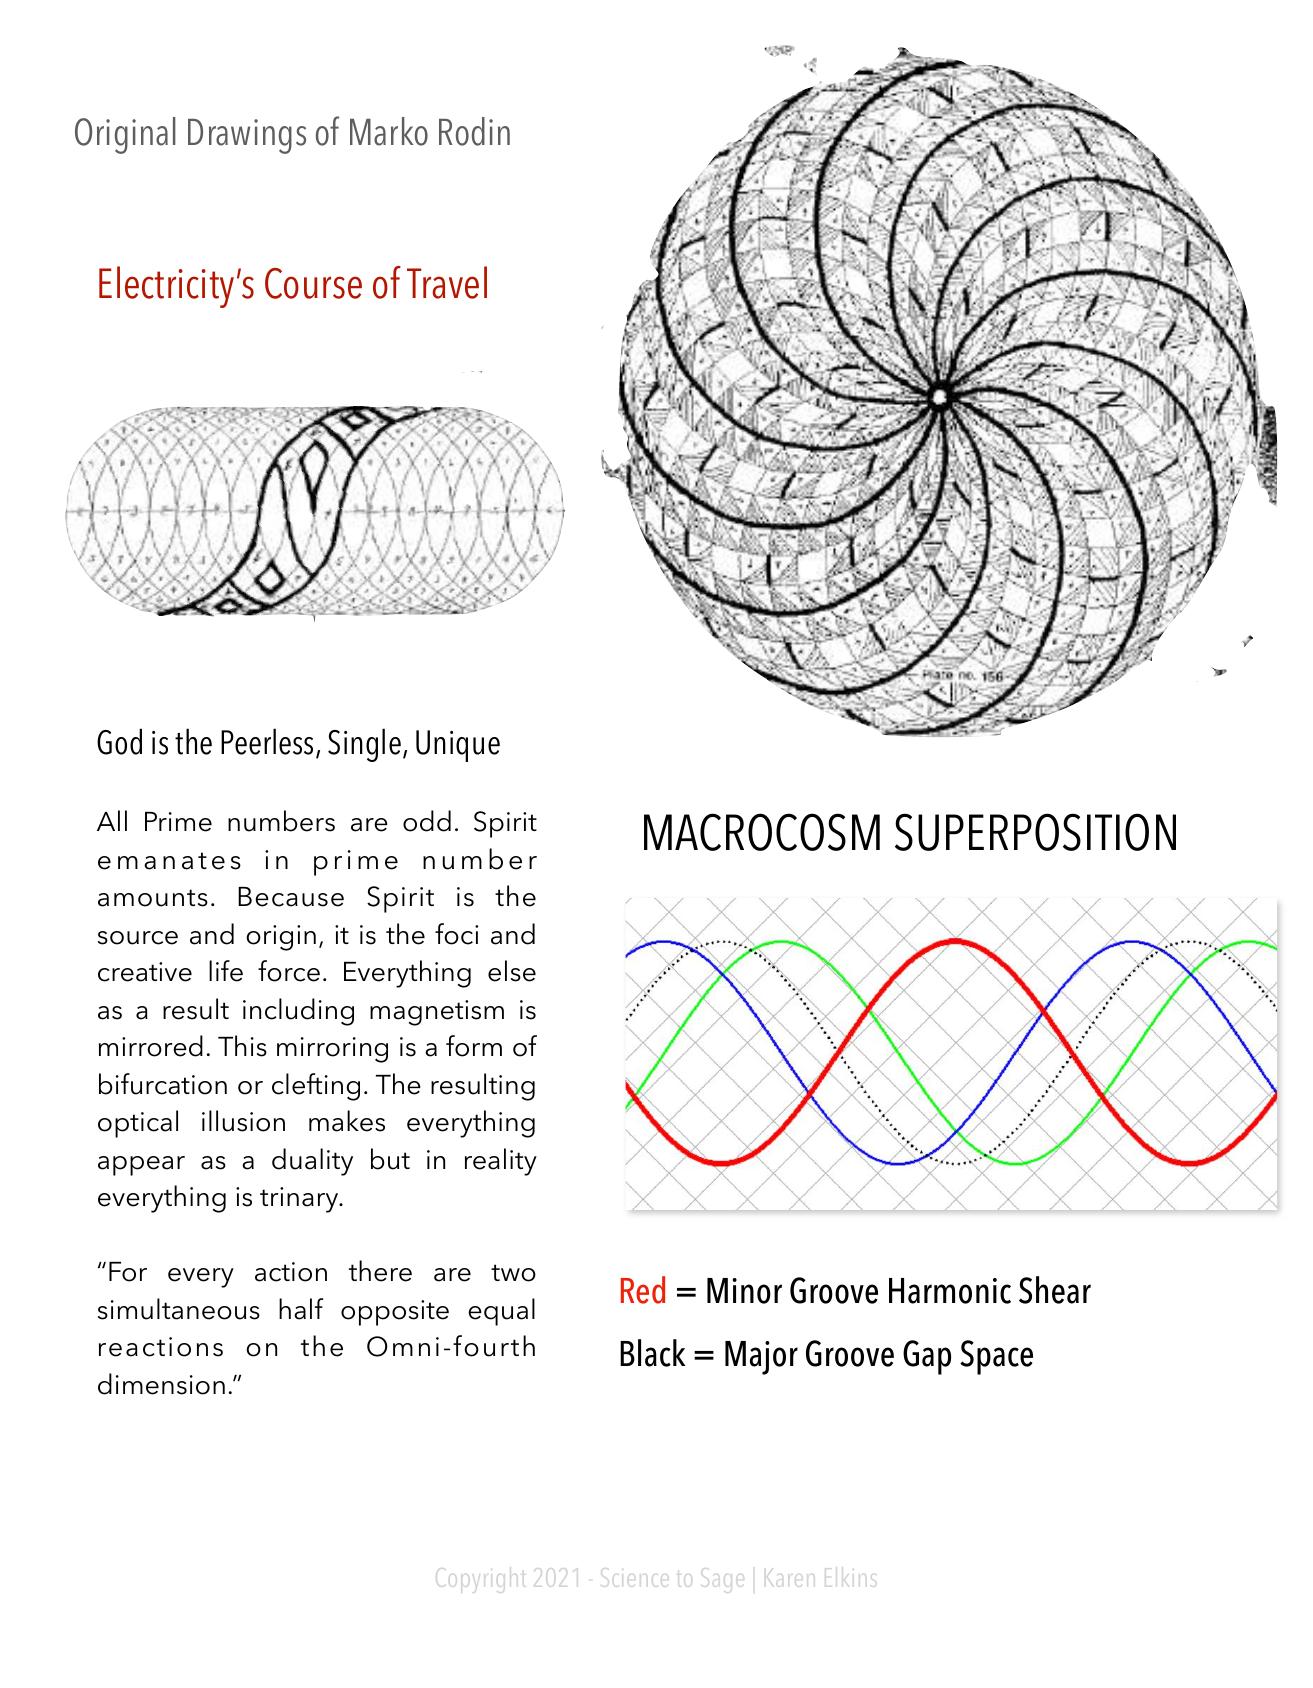 Original Drawings of Marko Rodin
Electricity’s Course of Travel
Plate no. 156
God is the Peerless, Single, Unique
All Prime numbers are odd. Spirit
emanates in prime number
amounts. Because Spirit is the
source and origin, it is the foci and
creative life force. Everything else
as a result including magnetism is
mirrored. This mirroring is a form of
bifurcation or clefting. The resulting
optical illusion makes everything
appear as a duality but in reality
everything is trinary.
“For every action there are two
simultaneous half opposite equal
reactions on the Omni-fourth
dimension.”
MACROCOSM SUPERPOSITION
Red = Minor Groove Harmonic Shear
Black = Major Groove Gap Space
Copyright 2021 - Science to Sage | Karen Elkins